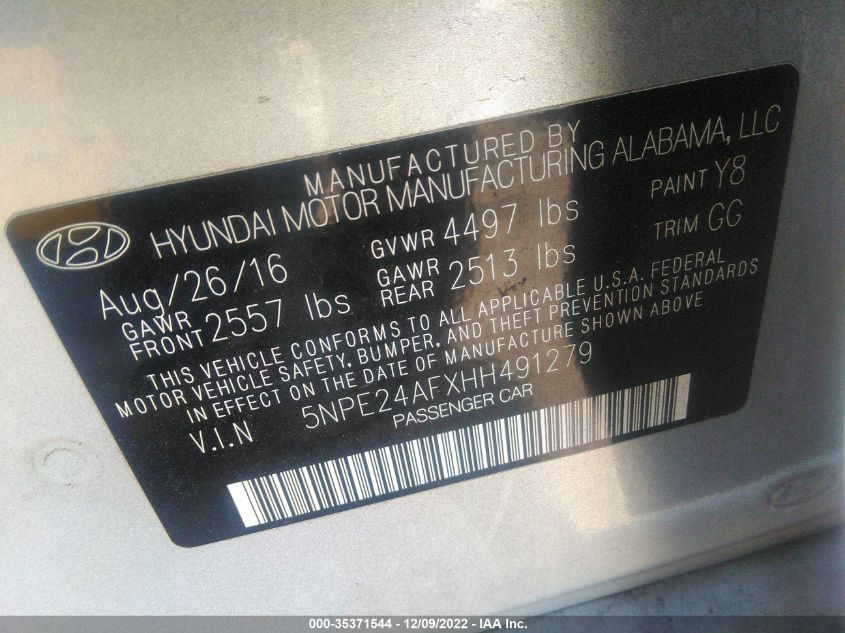 MANUFACTURED BY
HYUNDAI MOTOR MANUFACTURING ALABAMA, LLC
Aug/26/16 GVWR 4497 lbs PAINT Y8
GAWR FRONT 2557 lbs GAWR REAR 2513 lbs TRIM GG
THIS VEHICLE CONFORMS TO ALL APPLICABLE U.S.A. FEDERAL
MOTOR VEHICLE SAFETY, BUMPER, AND THEFT PREVENTION STANDARDS
IN EFFECT ON THE DATE OF MANUFACTURE SHOWN ABOVE
V.I.N 5NPE24AFXHH491279
PASSENGER CAR
000-35371544 - 12/09/2022 - IAA Inc.